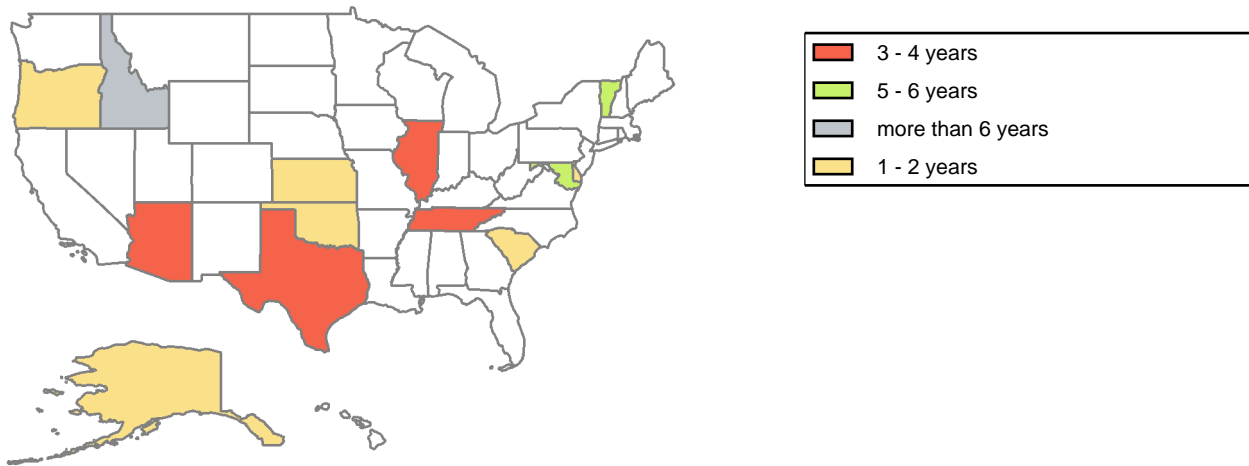 3 - 4 years
5 - 6 years
more than 6 years
1 - 2 years